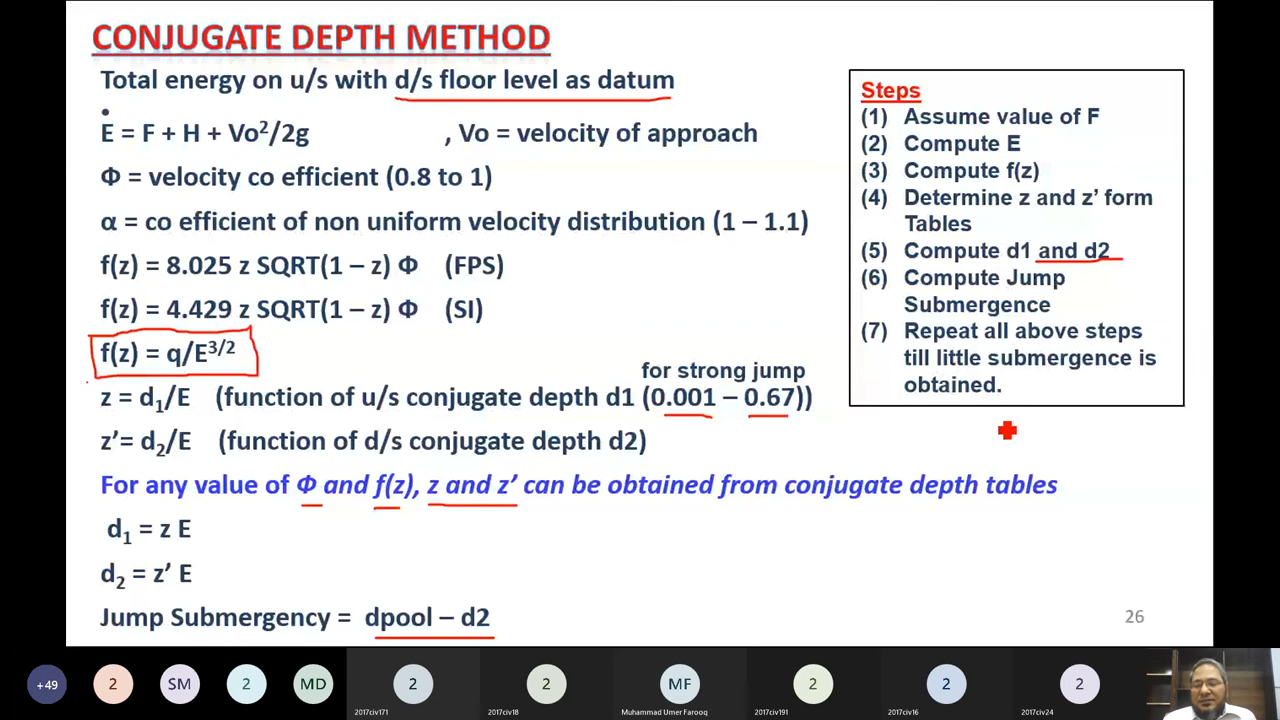 CONJUGATE DEPTH METHOD
Total energy on u/s with d/s floor level as datum
E = F + H + Vo²/2g , Vo = velocity of approach
Φ = velocity co efficient (0.8 to 1)
α = co efficient of non uniform velocity distribution (1 – 1.1)
f(z) = 8.025 z SQRT(1 – z) Φ (FPS)
f(z) = 4.429 z SQRT(1 – z) Φ (SI)
f(z) = q/E³/²
for strong jump
z = d₁/E (function of u/s conjugate depth d1 (0.001 – 0.67))
z’= d₂/E (function of d/s conjugate depth d2)
For any value of Φ and f(z), z and z’ can be obtained from conjugate depth tables
d₁ = z E
d₂ = z’ E
Jump Submergency = dpool – d2
Steps
(1) Assume value of F
(2) Compute E
(3) Compute f(z)
(4) Determine z and z’ form
Tables
(5) Compute d1 and d2
(6) Compute Jump
Submergence
(7) Repeat all above steps
till little submergence is
obtained.
26
+49
2
SM
2
MD
2
2017civ171
2
2017civ18
MF
Muhammad Umer Farooq
2
2017civ191
2
2017civ16
2
2017civ24